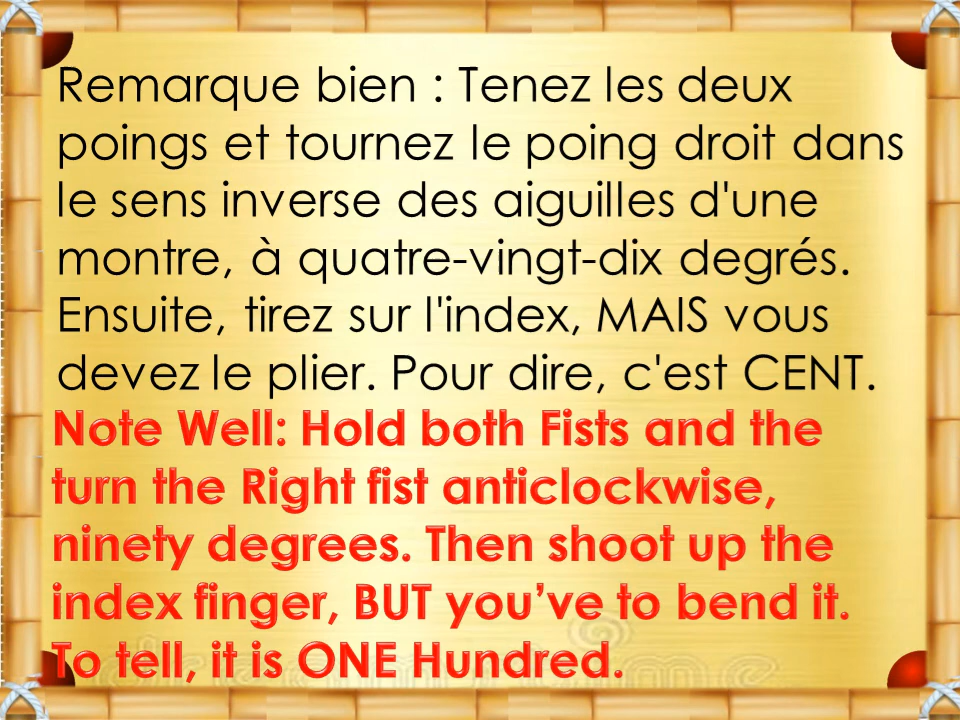 Remarque bien : Tenez les deux
poings et tournez le poing droit dans
le sens inverse des aiguilles d'une
montre, à quatre-vingt-dix degrés.
Ensuite, tirez sur l'index, MAIS vous
devez le plier. Pour dire, c'est CENT.
Note Well: Hold both Fists and the
turn the Right fist anticlockwise,
ninety degrees. Then shoot up the
index finger, BUT you’ve to bend it.
To tell, it is ONE Hundred.